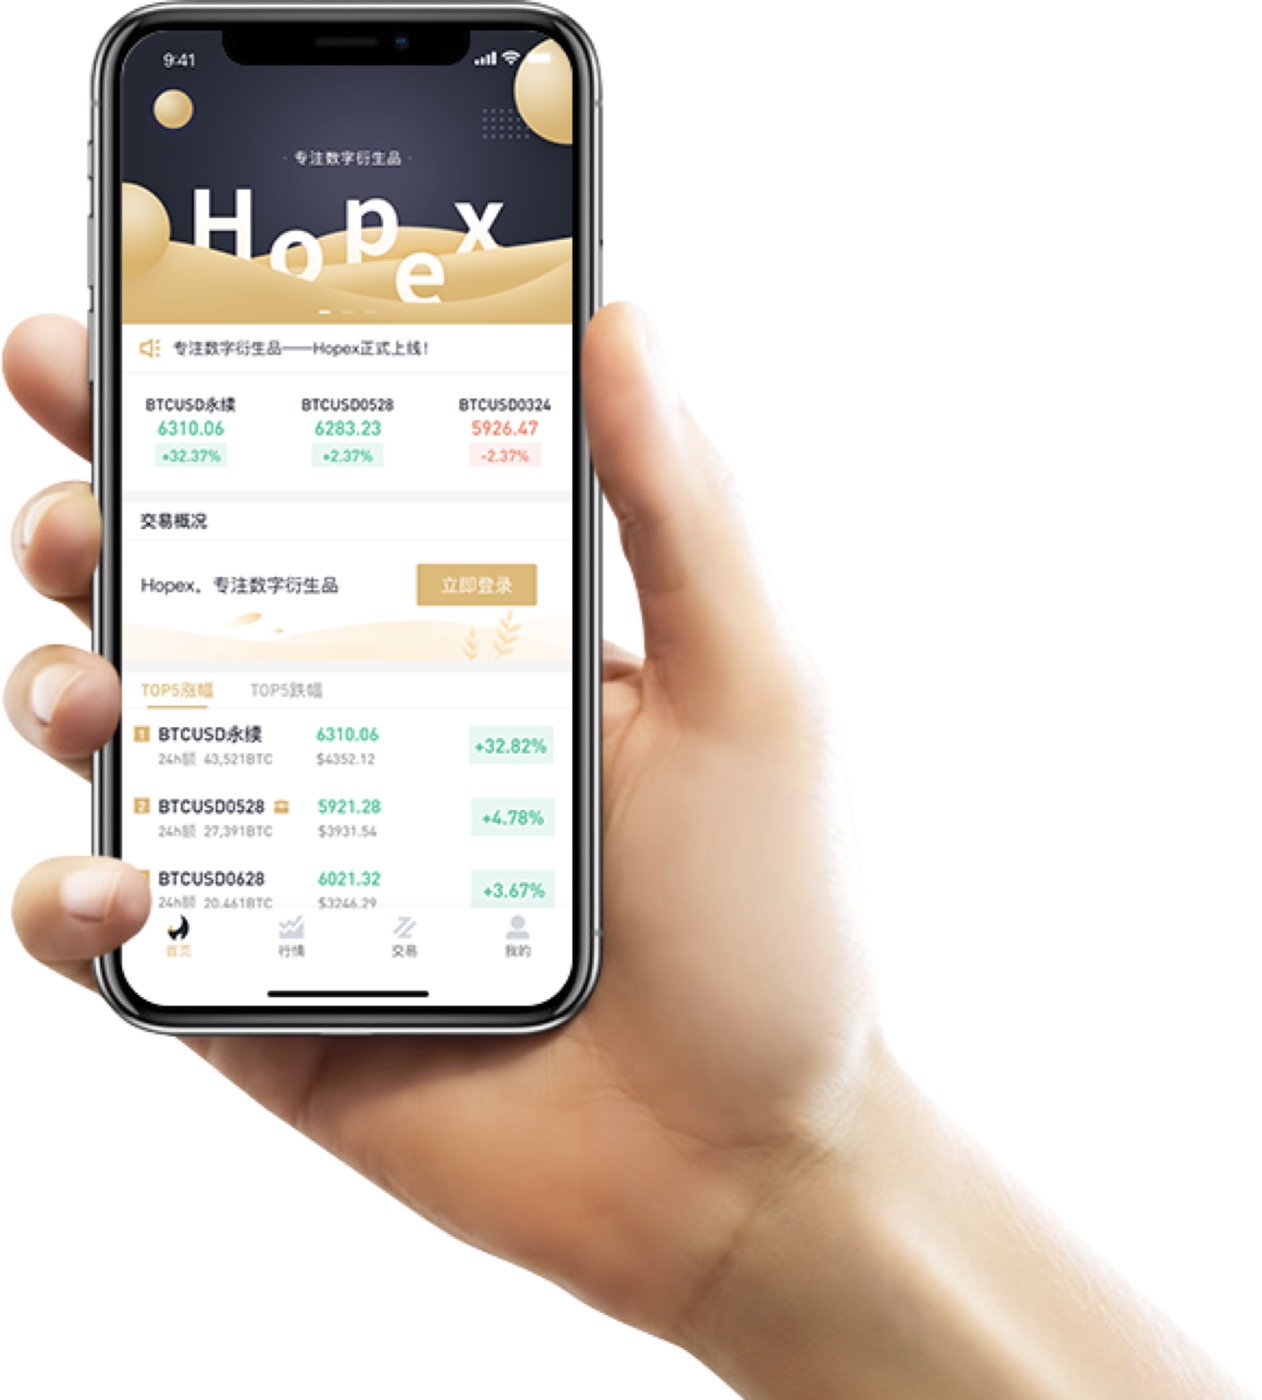 9:41
· 专注数字衍生品 ·
Hopex
专注数字衍生品——Hopex正式上线！
BTCUSD永续 BTCUSD0528 BTCUSD0324
6310.06 6283.23 5926.47
+32.37% +2.37% -2.37%
交易概况
Hopex。专注数字衍生品 立即登录
TOP5涨幅 TOP5跌幅
1 BTCUSD永续 6310.06 +32.82%
24h额 43,521BTC $4352.12
2 BTCUSD0528 5921.28 +4.78%
24h额 27,391BTC $3931.54
BTCUSD0628 6021.32 +3.67%
24h额 20,461BTC $3246.29
首页 行情 交易 我的